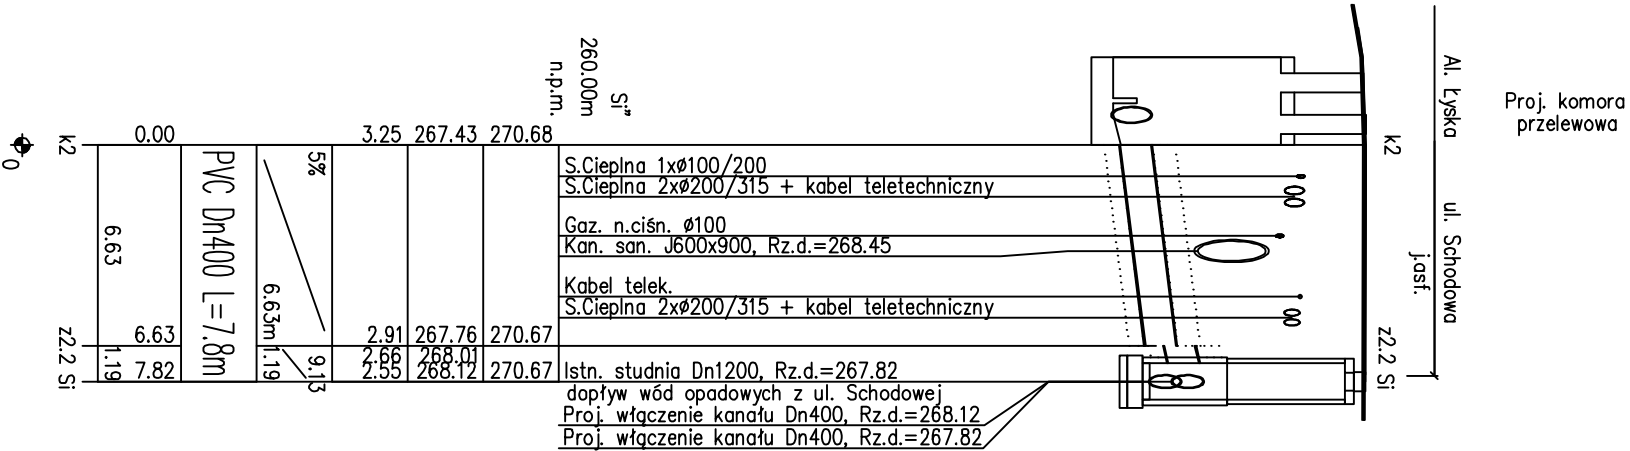 Proj. komora
przelewowa
Al. Łyska
ul. Schodowa
j.asf.
k2
z2.2
Si
Si"
260.00m
n.p.m.
S.Cieplna 1xø100/200
S.Cieplna 2xø200/315 + kabel teletechniczny
Gaz. n.ciśn. ø100
Kan. san. J600x900, Rz.d.=268.45
Kabel telek.
S.Cieplna 2xø200/315 + kabel teletechniczny
Istn. studnia Dn1200, Rz.d.=267.82
dopływ wód opadowych z ul. Schodowej
Proj. włączenie kanału Dn400, Rz.d.=268.12
Proj. włączenie kanału Dn400, Rz.d.=267.82
0.00 3.25 267.43 270.68
6.63 2.91 267.76 270.67
2.66 268.01
7.82 2.55 268.12 270.67
5%
6.63m
9.13
1.19
PVC Dn400 L=7.8m
6.63
1.19
k2
z2.2
Si
0